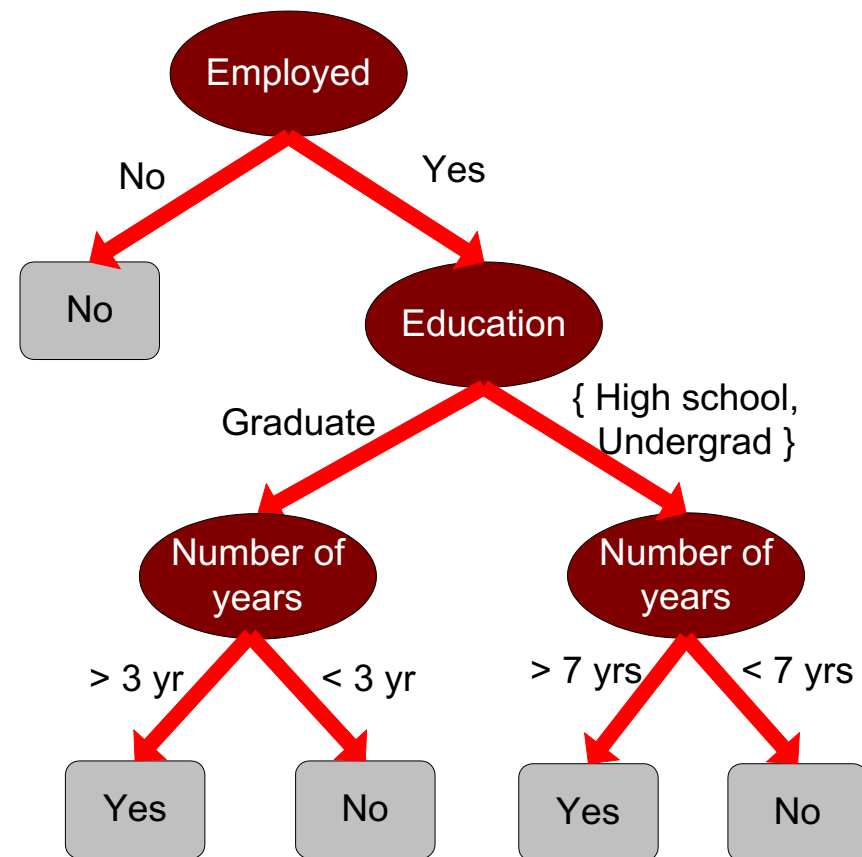 Employed
No
Yes
No
Education
Graduate
{ High school,
Undergrad }
Number of
years
Number of
years
> 3 yr
< 3 yr
> 7 yrs
< 7 yrs
Yes
No
Yes
No